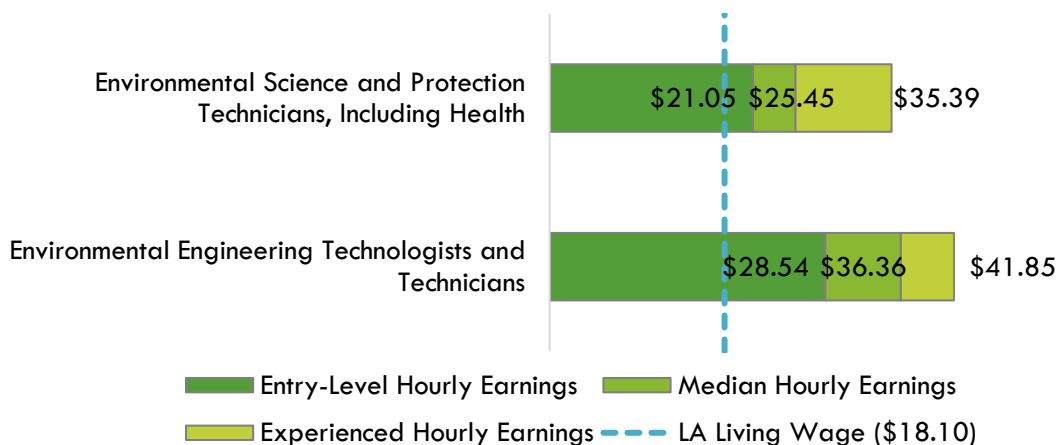 Environmental Science and Protection
Technicians, Including Health
$21.05 $25.45 $35.39
Environmental Engineering Technologists and
Technicians
$28.54 $36.36 $41.85
Entry-Level Hourly Earnings Median Hourly Earnings
Experienced Hourly Earnings LA Living Wage ($18.10)